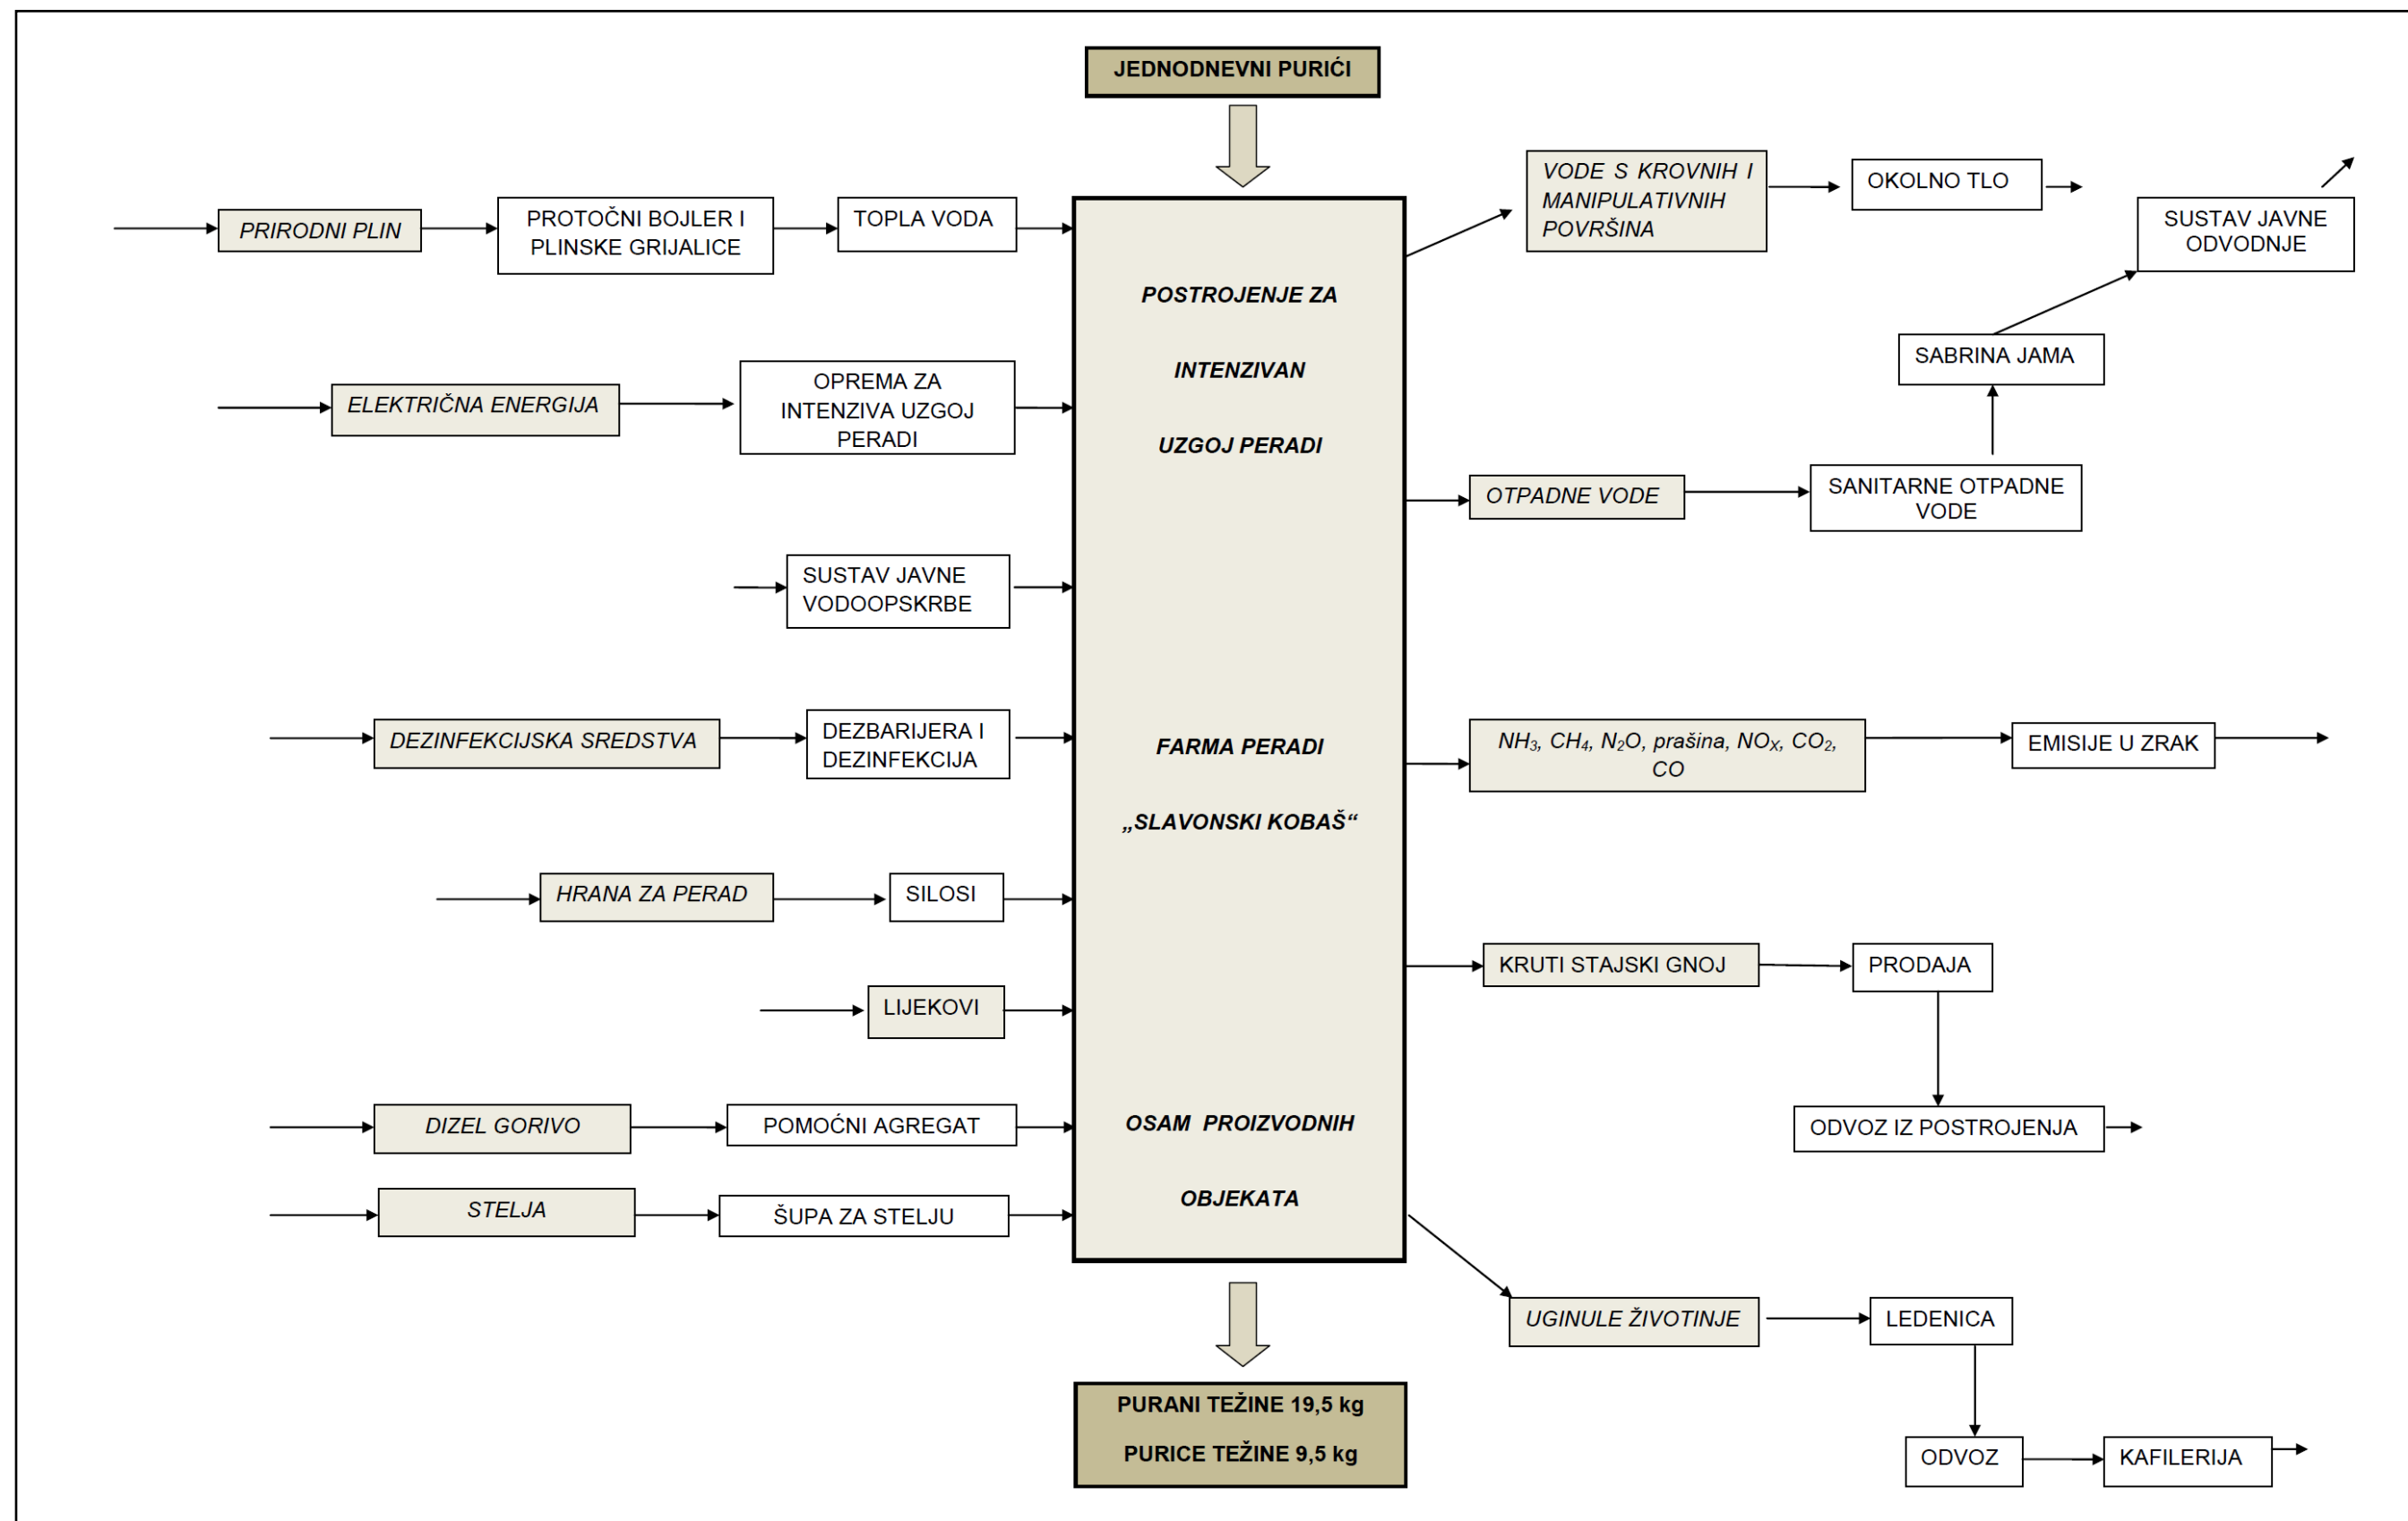 JEDNODNEVNI PURIĆI
PRIRODNI PLIN
PROTOČNI BOJLER I
PLINSKE GRIJALICE
TOPLA VODA
ELEKTRIČNA ENERGIJA
OPREMA ZA
INTENZIVA UZGOJ
PERADI
SUSTAV JAVNE
VODOOPSKRBE
DEZINFEKCIJSKA SREDSTVA
DEZBARIJERA I
DEZINFEKCIJA
HRANA ZA PERAD
SILOSI
LIJEKOVI
DIZEL GORIVO
POMOĆNI AGREGAT
STELJA
ŠUPA ZA STELJU
POSTROJENJE ZA
INTENZIVAN
UZGOJ PERADI
FARMA PERADI
„SLAVONSKI KOBAŠ“
OSAM PROIZVODNIH
OBJEKATA
VODE S KROVNIH I
MANIPULATIVNIH
POVRŠINA
OKOLNO TLO
SUSTAV JAVNE
ODVODNJE
SABRINA JAMA
OTPADNE VODE
SANITARNE OTPADNE
VODE
NH₃, CH₄, N₂O, prašina, NOₓ, CO₂,
CO
EMISIJE U ZRAK
KRUTI STAJSKI GNOJ
PRODAJA
ODVOZ IZ POSTROJENJA
UGINULE ŽIVOTINJE
LEDENICA
ODVOZ
KAFILERIJA
PURANI TEŽINE 19,5 kg
PURICE TEŽINE 9,5 kg